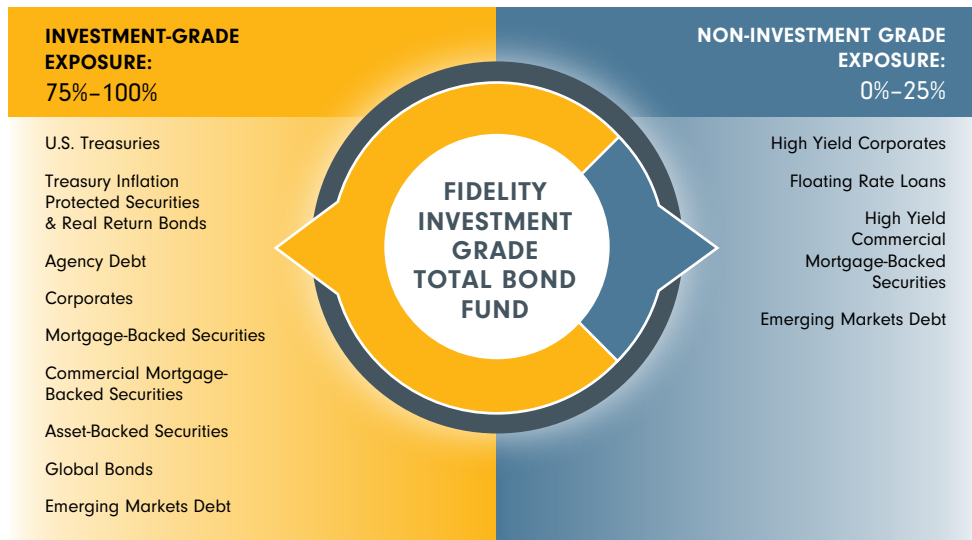 INVESTMENT-GRADE
EXPOSURE:
75%–100%
U.S. Treasuries
Treasury Inflation
Protected Securities
& Real Return Bonds
Agency Debt
Corporates
Mortgage-Backed Securities
Commercial Mortgage-
Backed Securities
Asset-Backed Securities
Global Bonds
Emerging Markets Debt
FIDELITY
INVESTMENT
GRADE
TOTAL BOND
FUND
NON-INVESTMENT GRADE
EXPOSURE:
0%–25%
High Yield Corporates
Floating Rate Loans
High Yield
Commercial
Mortgage-Backed
Securities
Emerging Markets Debt